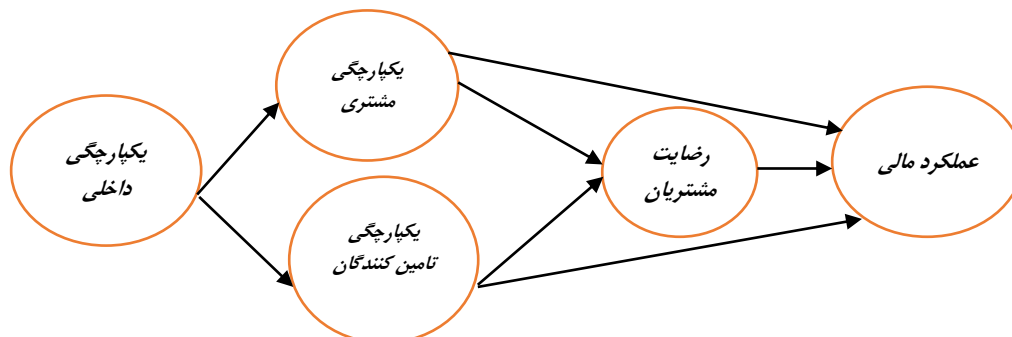 یکپارچگی
مشتری
یکپارچگی
داخلی
رضایت
مشتریان
عملکرد مالی
یکپارچگی
تامین کنندگان